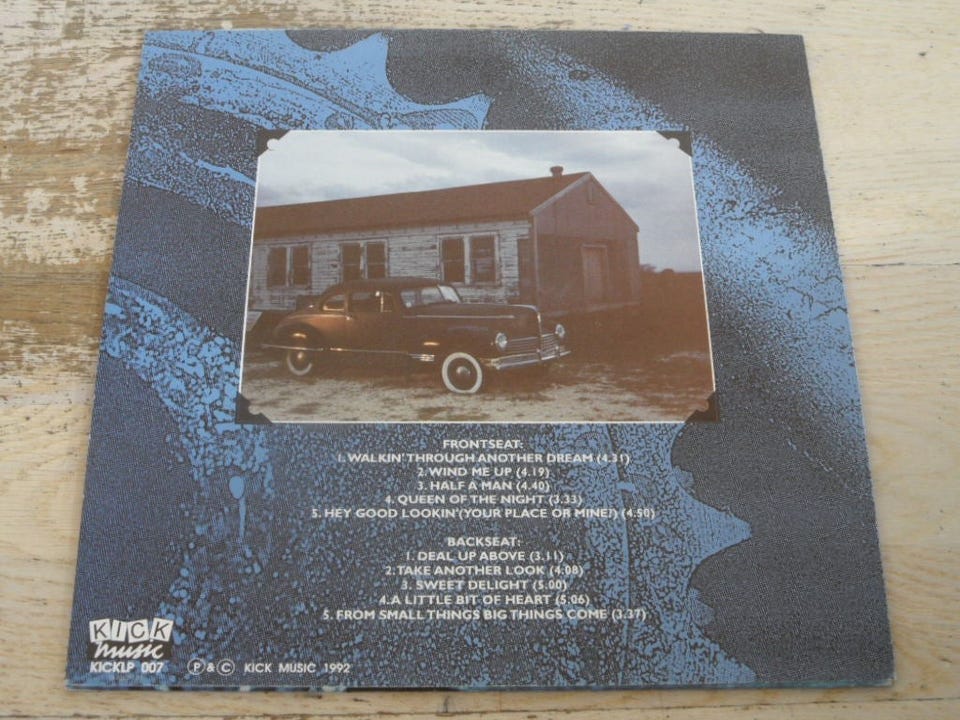 FRONTSEAT:
1. WALKIN' THROUGH ANOTHER DREAM (4.31)
2. WIND ME UP (4.19)
3. HALF A MAN (4.40)
4. QUEEN OF THE NIGHT (3.33)
5. HEY GOOD LOOKIN' (YOUR PLACE OR MINE?) (4.50)
BACKSEAT:
1. DEAL UP ABOVE (3.11)
2. TAKE ANOTHER LOOK (4.08)
3. SWEET DELIGHT (5.00)
4. A LITTLE BIT OF HEART (5.06)
5. FROM SMALL THINGS BIG THINGS COME (3.37)
KICK
music
KICKLP 007 Ⓟ & © KICK MUSIC 1992